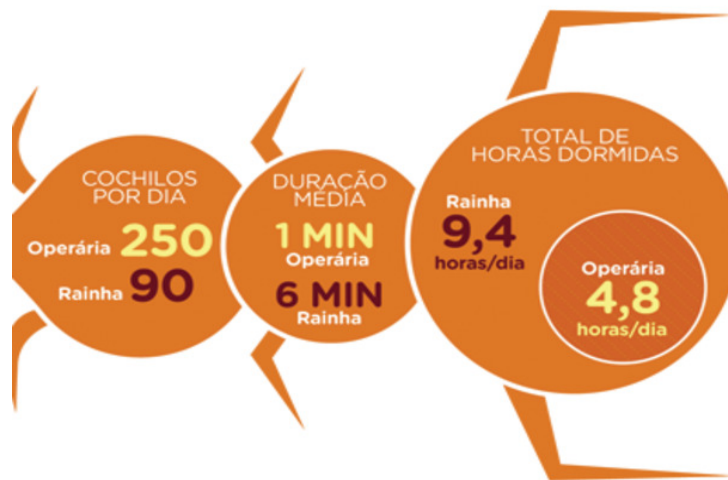 COCHILOS
POR DIA
Operária 250
Rainha 90
DURAÇÃO
MÉDIA
1 MIN
Operária
6 MIN
Rainha
TOTAL DE
HORAS DORMIDAS
Rainha
9,4
horas/dia
Operária
4,8
horas/dia